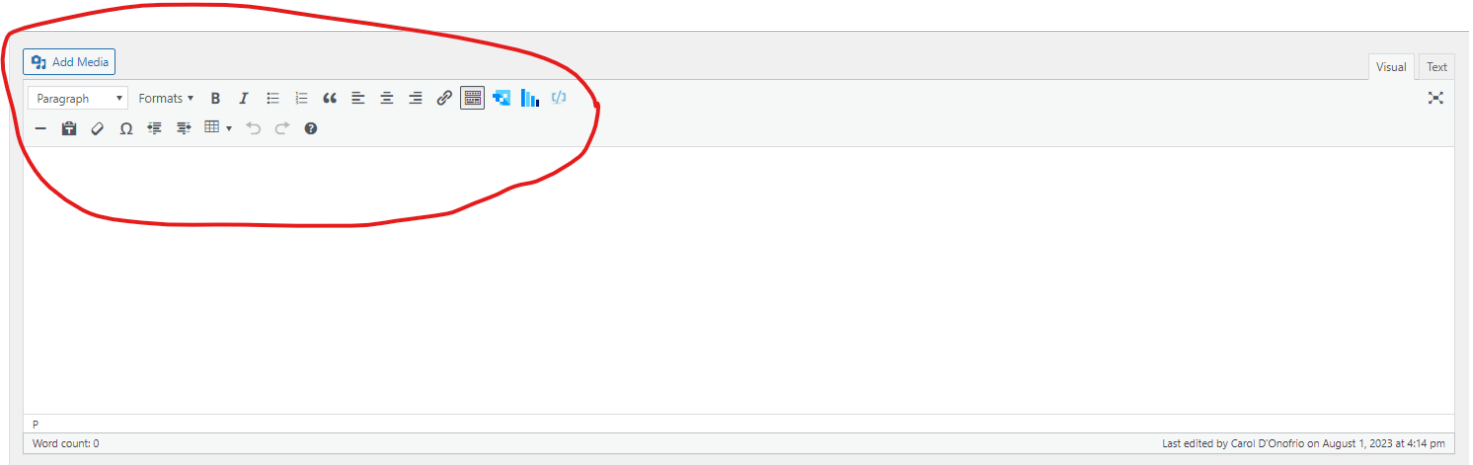 Add Media
Visual Text
Paragraph Formats B I
Ω
P
Word count: 0 Last edited by Carol D'Onofrio on August 1, 2023 at 4:14 pm